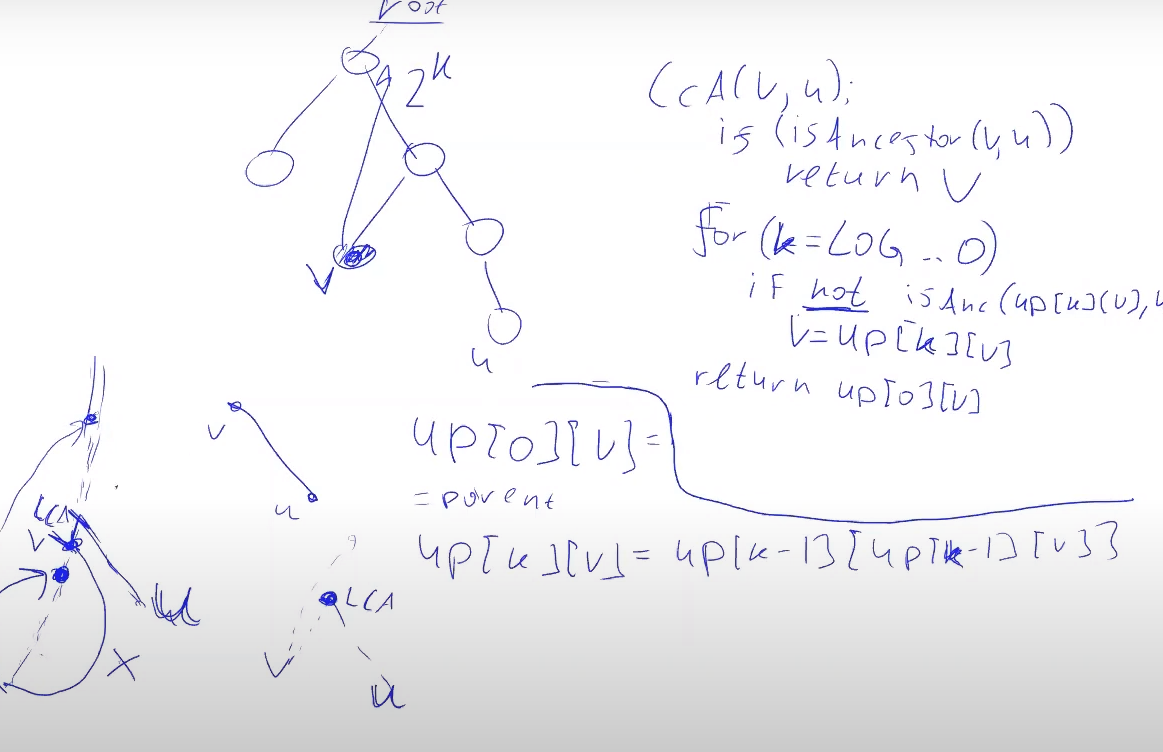 root
2^k
V
u
LCA(V, u):
if (isAncestor(V, u))
return V
for (k = LOG .. 0)
if not isAnc(up[k][v], u
V = up[k][v]
return up[0][v]
up[0][v] =
= parent
up[k][v] = up[k-1][up[k-1][v]]
V
u
LCA
V
u
X
LCA
V
u